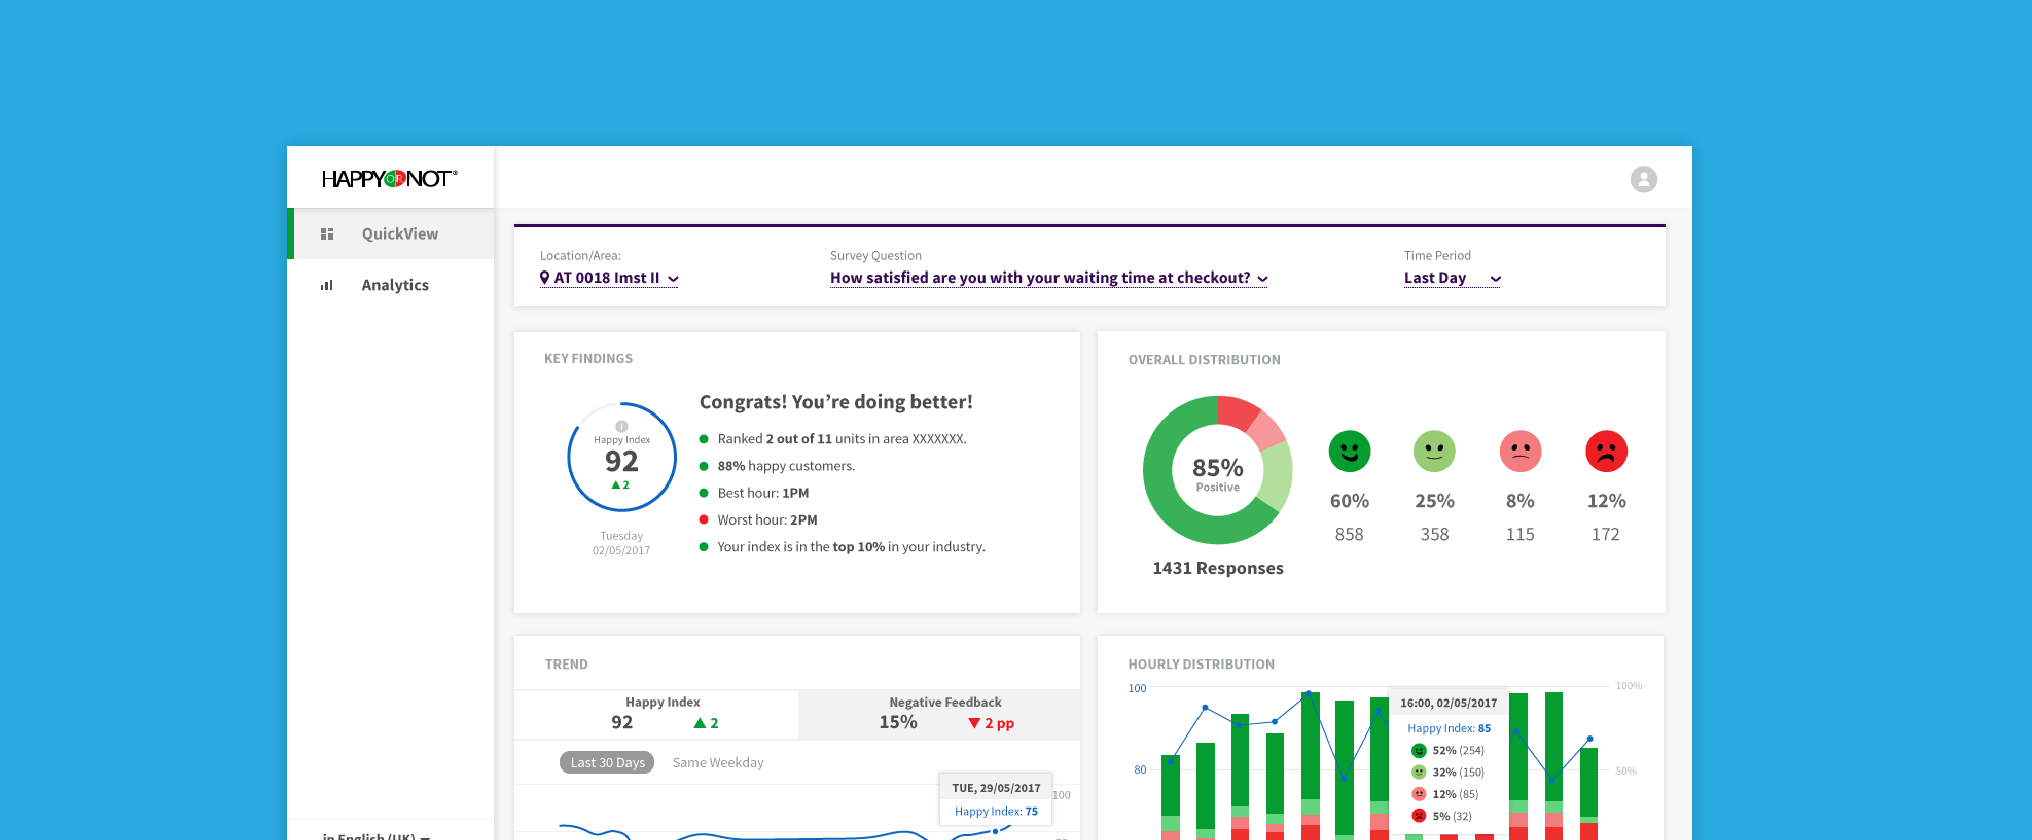 HAPPYORNOT®
QuickView
Analytics
in English (UK)
Location/Area:
AT 0018 Imst II
Survey Question
How satisfied are you with your waiting time at checkout?
Time Period
Last Day
KEY FINDINGS
i
Happy Index
92
▲2
Tuesday
02/05/2017
Congrats! You're doing better!
Ranked 2 out of 11 units in area XXXXXXX.
88% happy customers.
Best hour: 1PM
Worst hour: 2PM
Your index is in the top 10% in your industry.
OVERALL DISTRIBUTION
85%
Positive
1431 Responses
60% 25% 8% 12%
858 358 115 172
TREND
Happy Index
92 ▲ 2
Negative Feedback
15% ▼ 2 pp
Last 30 Days Same Weekday
TUE, 29/05/2017
Happy Index: 75
100
HOURLY DISTRIBUTION
100
80
100%
50%
16:00, 02/05/2017
Happy Index: 85
52% (254)
32% (150)
12% (85)
5% (32)